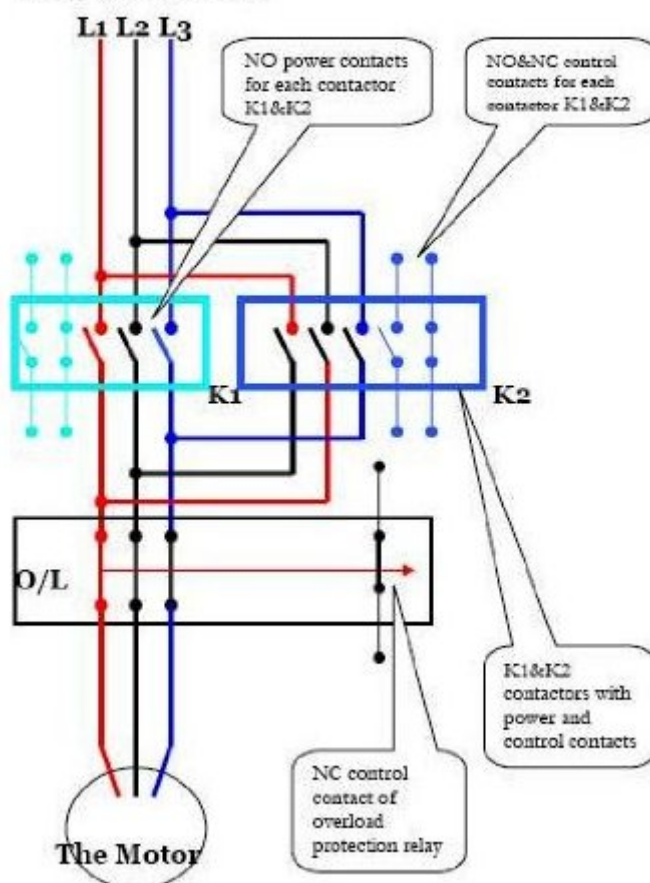 L1 L2 L3
NO power contacts
for each contactor
K1&K2
NO&NC control
contacts for each
contactor K1&K2
K1
K2
O/L
K1&K2
contactors with
power and
control contacts
NC control
contact of
overload
protection relay
The Motor